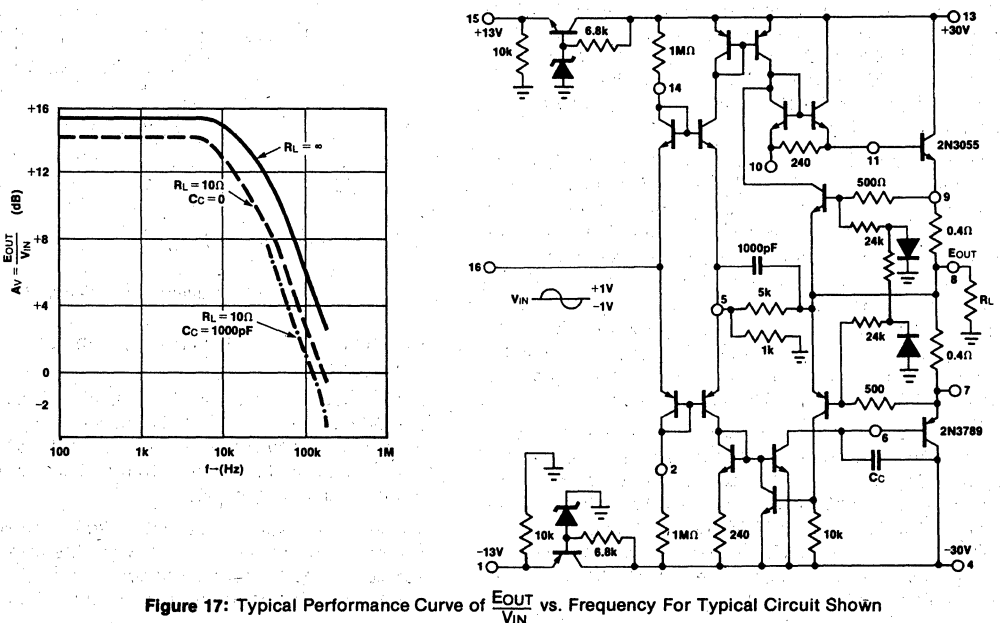 +16
+12
+8
+4
0
−2
AV = EOUT/VIN (dB)
RL = ∞
RL = 10Ω
CC = 0
RL = 10Ω
CC = 1000pF
100 1k 10k 100k 1M
f→(Hz)
15
+13V
10k
6.8k
1MΩ
14
13
+30V
10
240
11
2N3055
500Ω
9
24k
0.4Ω
EOUT
8
RL
16
VIN
+1V
−1V
1000pF
5
5k
1k
24k
0.4Ω
500
7
2N3789
6
CC
2
−13V
1
10k
6.8k
1MΩ
240
10k
−30V
4
Figure 17: Typical Performance Curve of EOUT/VIN vs. Frequency For Typical Circuit Shown